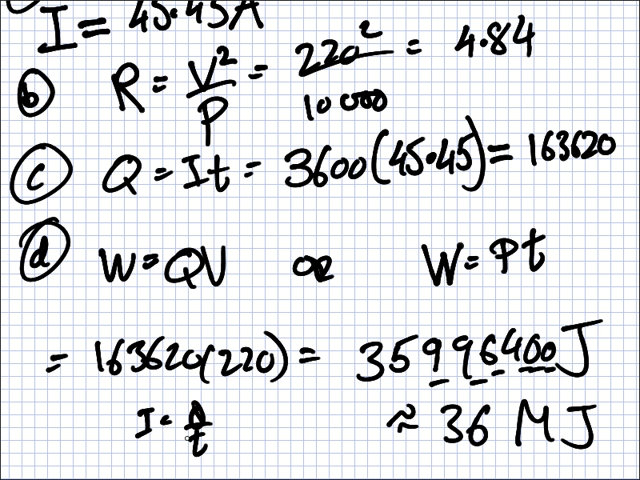 I = 45.45A
(b) R = V²/P = 220²/10000 = 4.84
(c) Q = It = 3600(45.45) = 163620
(d) W = QV or W = Pt
= 163620(220) = 35996400J
≈ 36 MJ